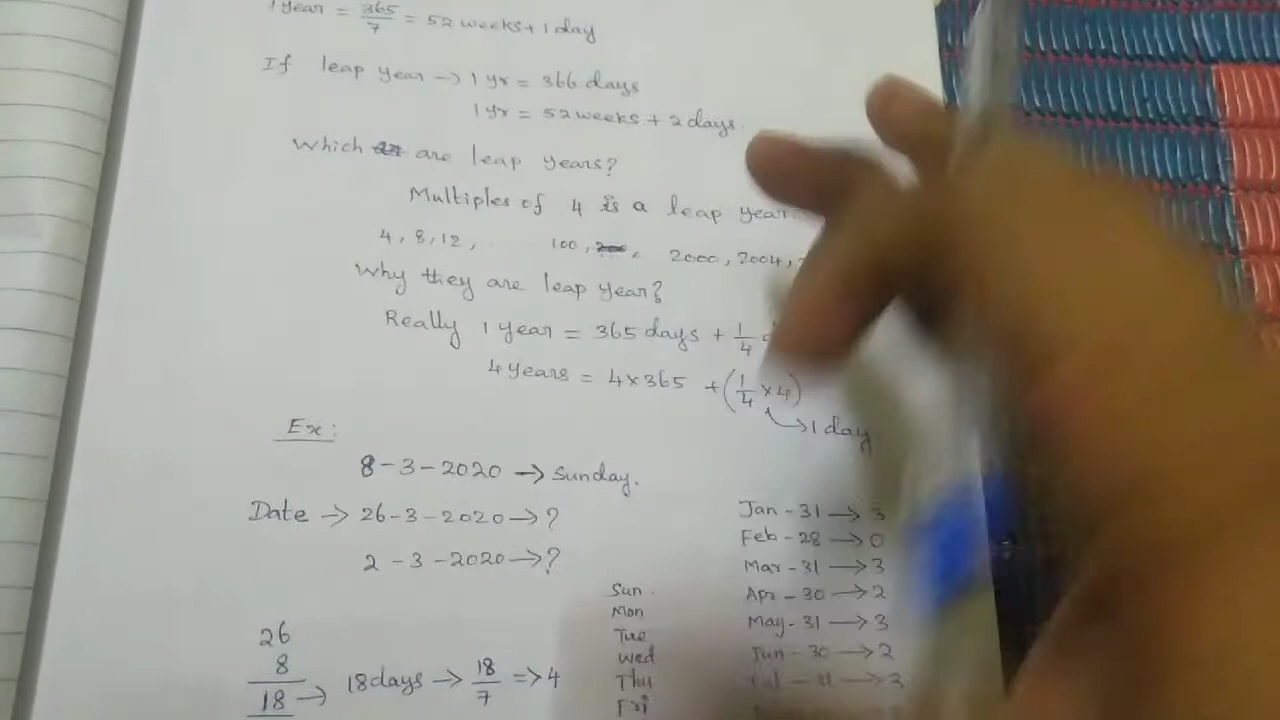 1 year = 365/7 = 52 weeks + 1 day
If leap year → 1 yr = 366 days
1 yr = 52 weeks + 2 days.
Which are leap years?
Multiples of 4 is a leap year.
4, 8, 12, 100, 2000, 2004,
Why they are leap year?
Really 1 year = 365 days + 1/4
4 years = 4 × 365 + (1/4 × 4)
↳ 1 day
Ex:
8 - 3 - 2020 → Sunday.
Date → 26 - 3 - 2020 → ?
2 - 3 - 2020 → ?
Jan - 31 → 3
Feb - 28 → 0
Mar - 31 → 3
Apr - 30 → 2
May - 31 → 3
Jun - 30 → 2
Jul - 31 → 3
Sun
Mon
Tue
Wed
Thu
Fri
26
8
18 → 18 days → 18/7 => 4